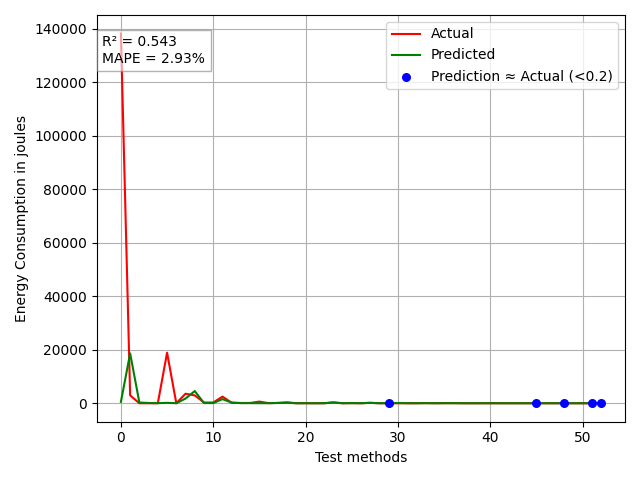 R² = 0.543
MAPE = 2.93%
Actual
Predicted
Prediction ≈ Actual (<0.2)
Energy Consumption in joules
140000
120000
100000
80000
60000
40000
20000
0
0 10 20 30 40 50
Test methods